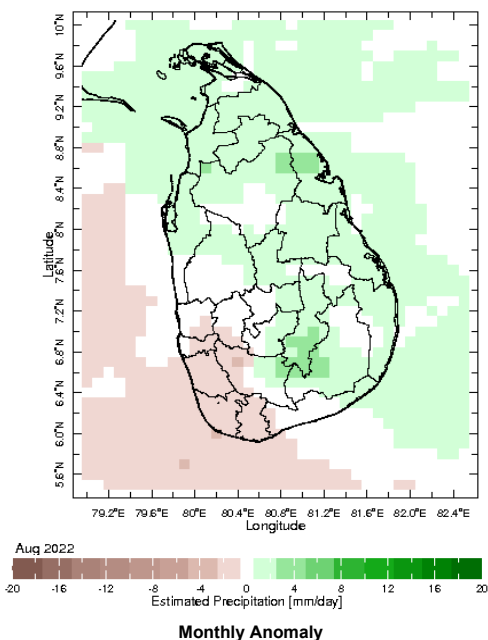 10°N
9.6°N
9.2°N
8.8°N
8.4°N
8°N
7.6°N
7.2°N
6.8°N
6.4°N
6.0°N
5.6°N
Latitude
79.2°E 79.6°E 80°E 80.4°E 80.8°E 81.2°E 81.6°E 82.0°E 82.4°E
Longitude
Aug 2022
-20 -16 -12 -8 -4 0 4 8 12 16 20
Estimated Precipitation [mm/day]
Monthly Anomaly